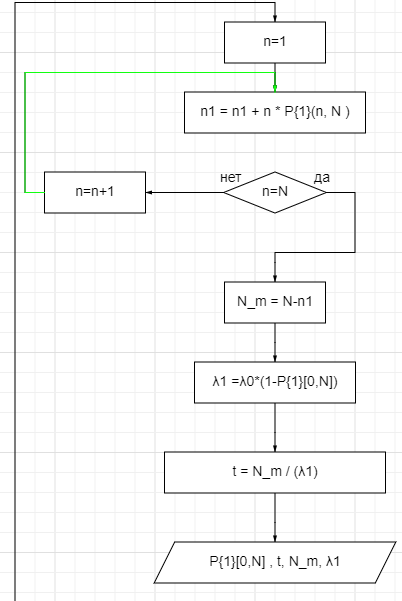 n=1
n1 = n1 + n * P{1}(n, N )
нет
да
n=n+1
n=N
N_m = N-n1
λ1 =λ0*(1-P{1}[0,N])
t = N_m / (λ1)
P{1}[0,N] , t, N_m, λ1